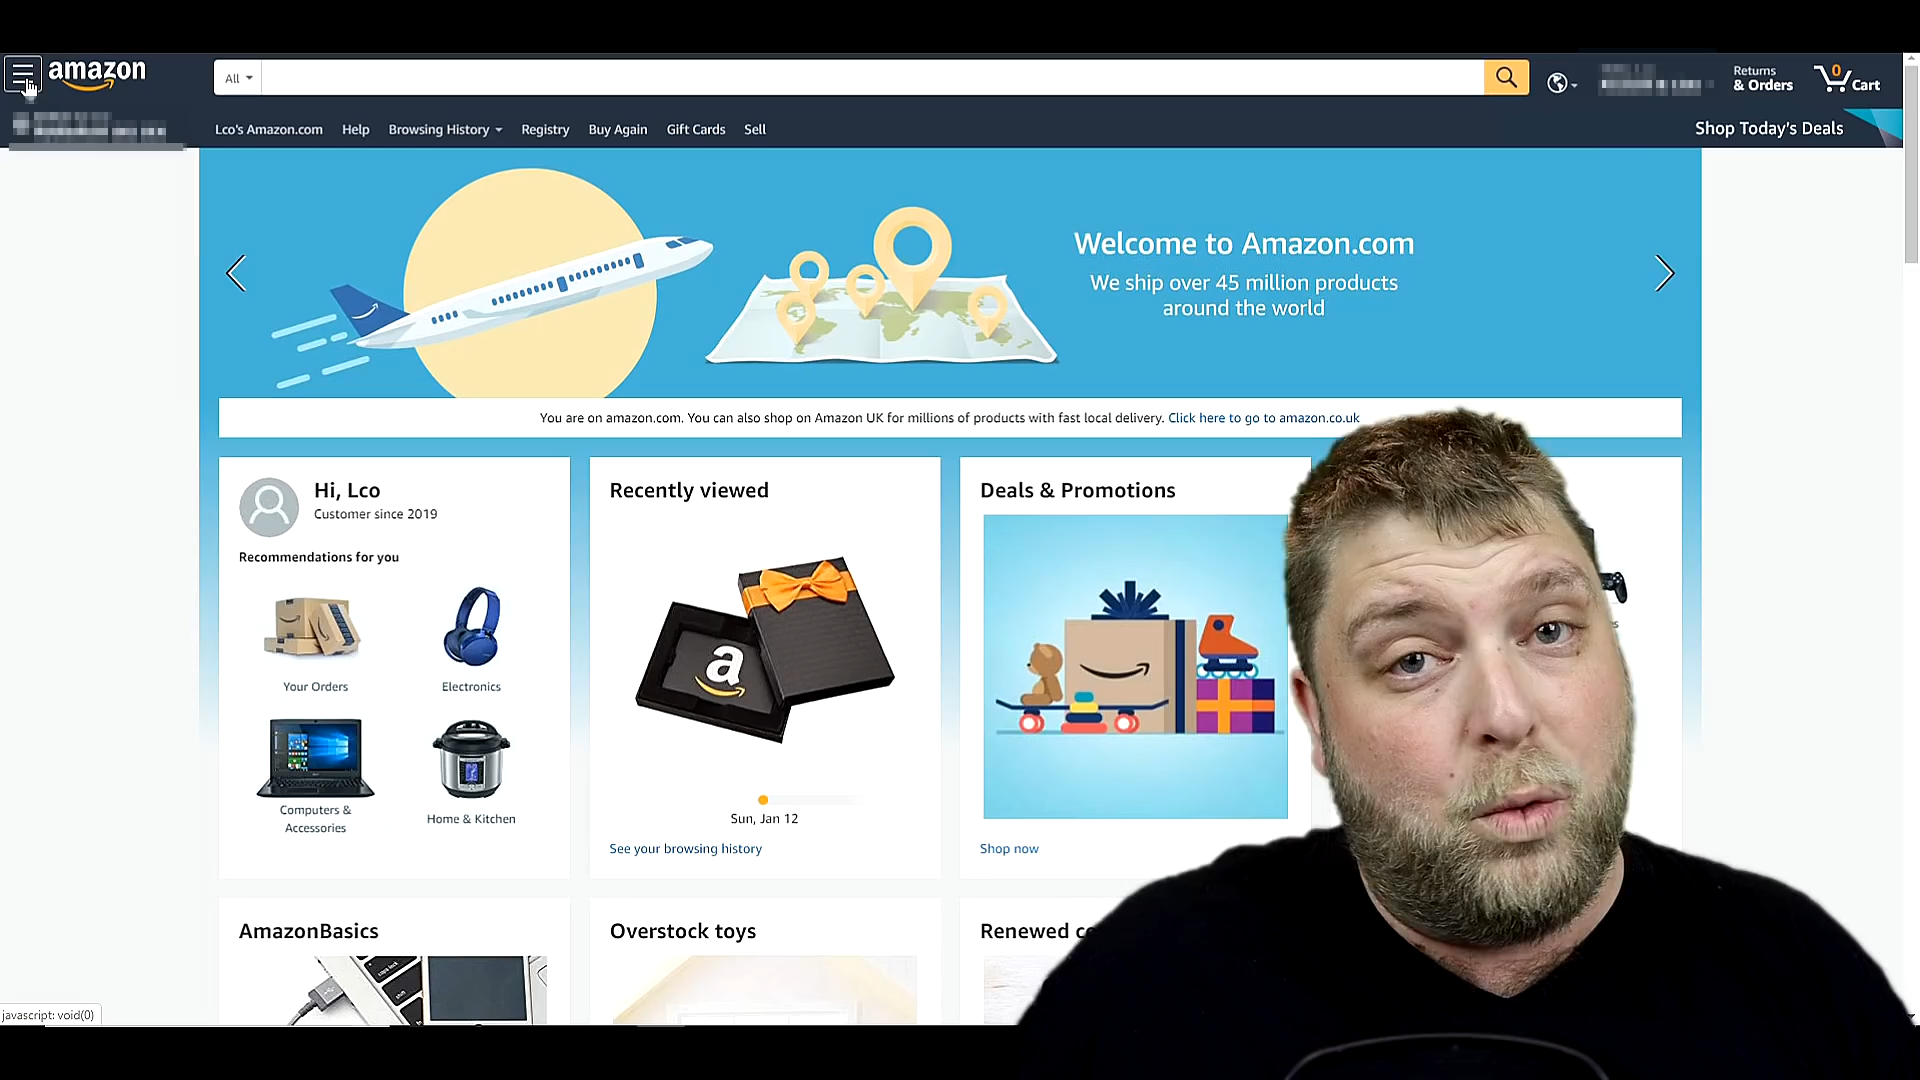 amazon
All
Returns
& Orders
0
Cart
Lco's Amazon.com
Help
Browsing History
Registry
Buy Again
Gift Cards
Sell
Shop Today's Deals
Welcome to Amazon.com
We ship over 45 million products
around the world
You are on amazon.com. You can also shop on Amazon UK for millions of products with fast local delivery. Click here to go to amazon.co.uk
Hi, Lco
Customer since 2019
Recommendations for you
Your Orders
Electronics
Computers &
Accessories
Home & Kitchen
Recently viewed
a
Sun, Jan 12
See your browsing history
Deals & Promotions
Shop now
AmazonBasics
caps lock
shift
Overstock toys
Renewed
javascript: void(0)